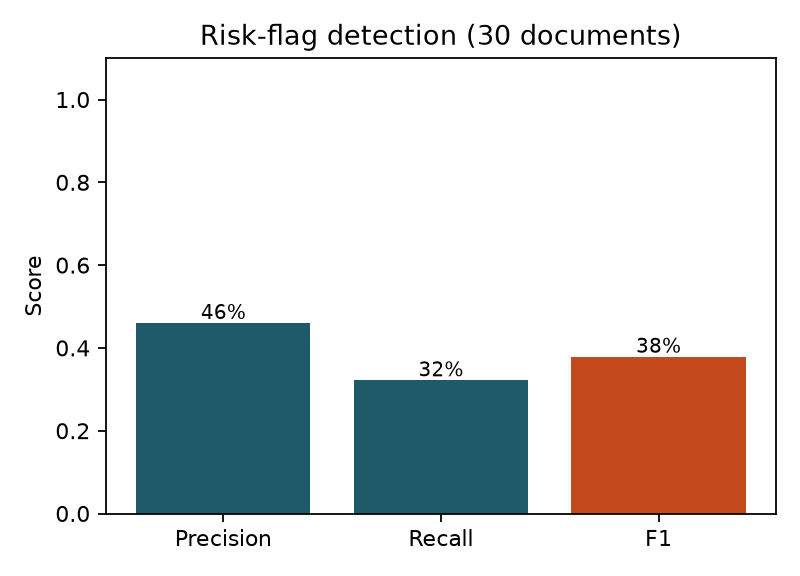 Risk-flag detection (30 documents)
Score
1.0
0.8
0.6
0.4
0.2
0.0
46%
32%
38%
Precision
Recall
F1